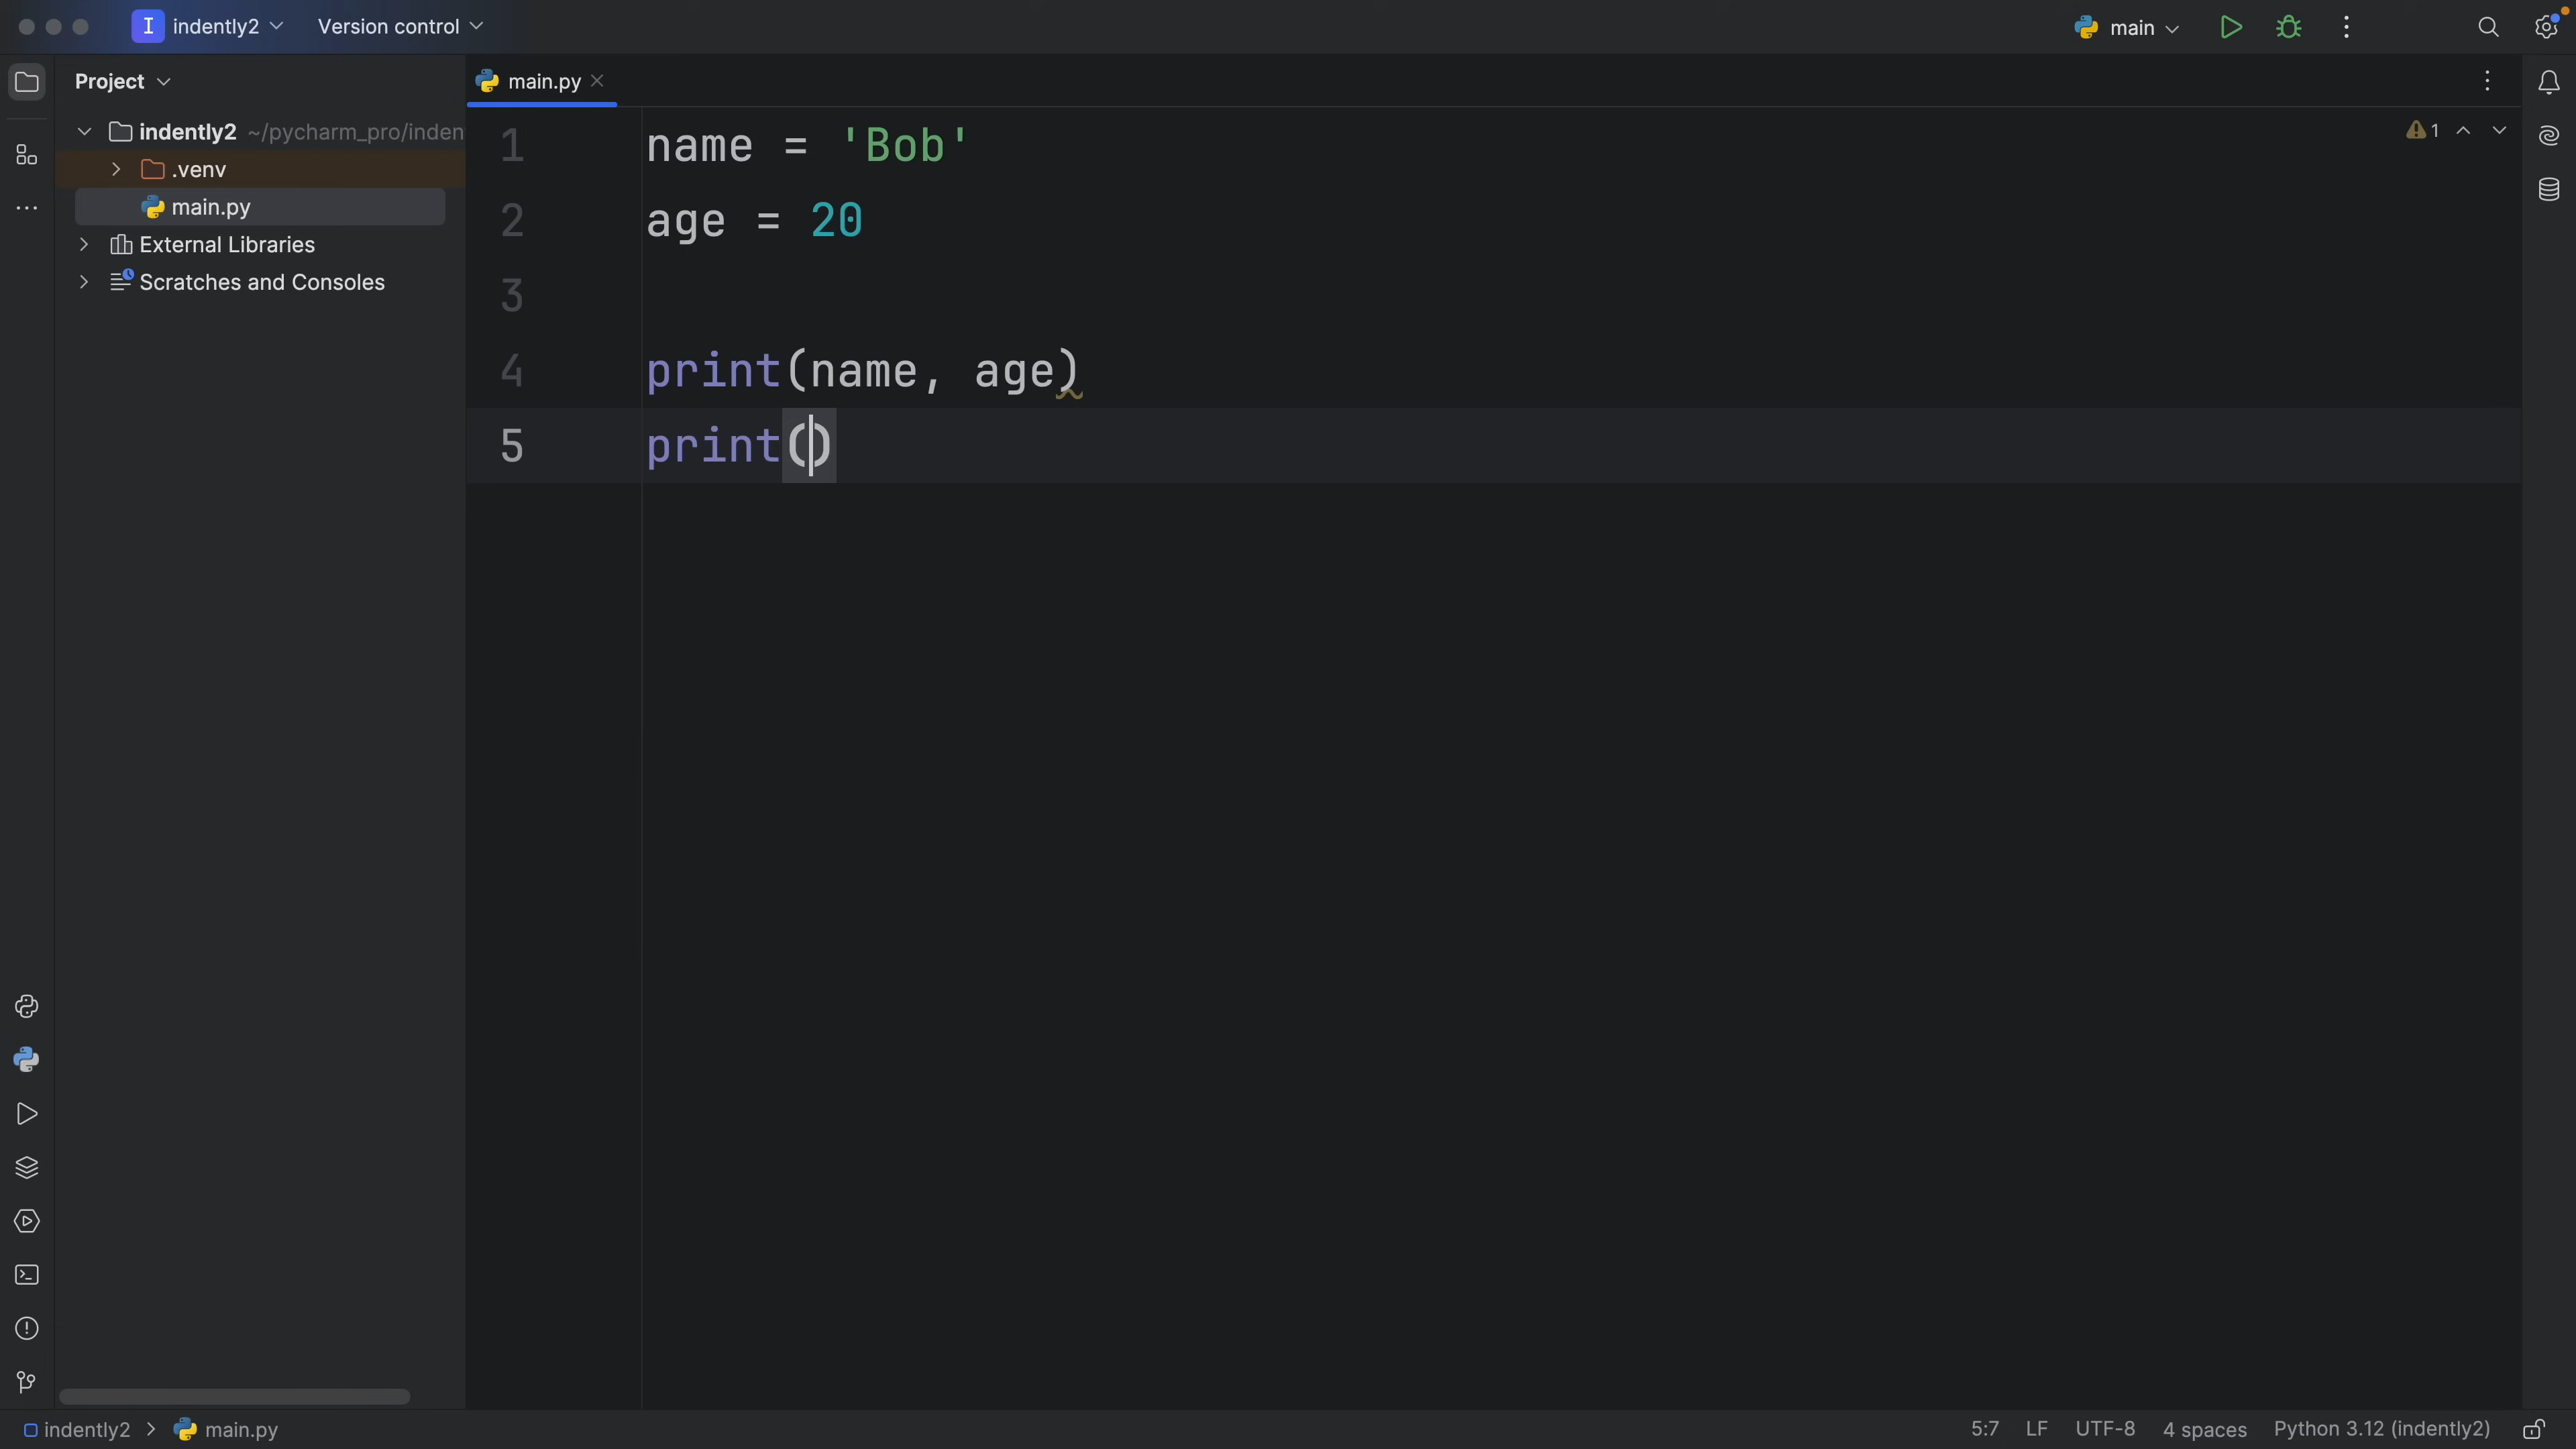 I indently2 Version control main
Project
main.py
indently2 ~/pycharm_pro/inden
.venv
main.py
External Libraries
Scratches and Consoles
1 name = 'Bob'
2 age = 20
3
4 print(name, age)
5 print()
1
indently2 > main.py
5:7 LF UTF-8 4 spaces Python 3.12 (indently2)